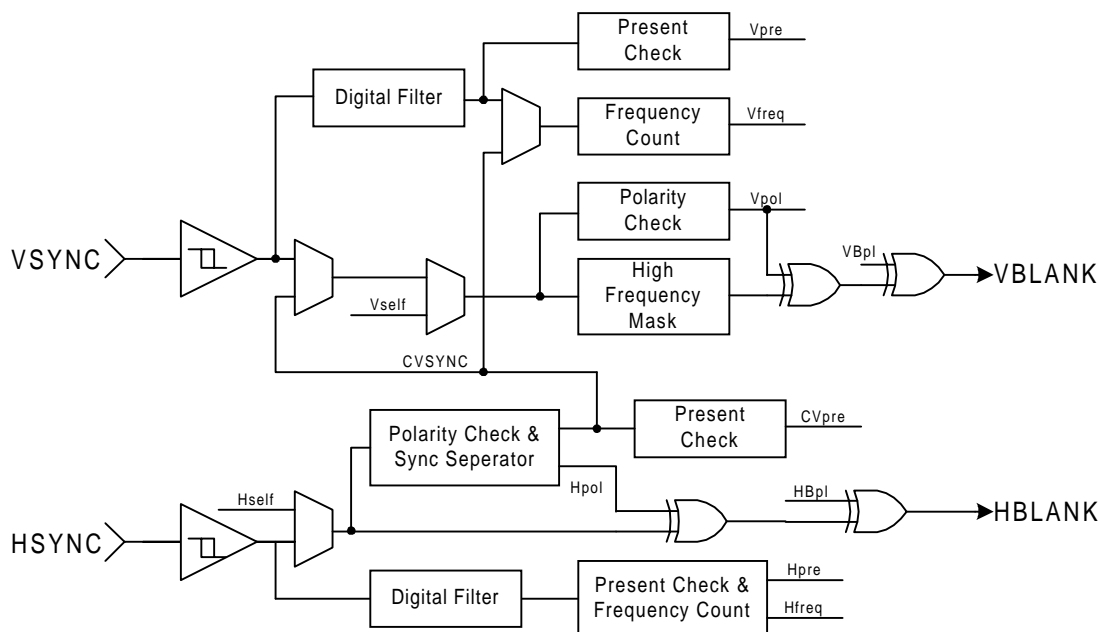 Present
Check
Vpre
Digital Filter
Frequency
Count
Vfreq
Polarity
Check
Vpol
VSYNC
VBpl
VBLANK
High
Frequency
Mask
Vself
CVSYNC
Polarity Check &
Sync Seperator
Present
Check
CVpre
Hpol
Hself
HBpl
HSYNC
HBLANK
Digital Filter
Present Check &
Frequency Count
Hpre
Hfreq